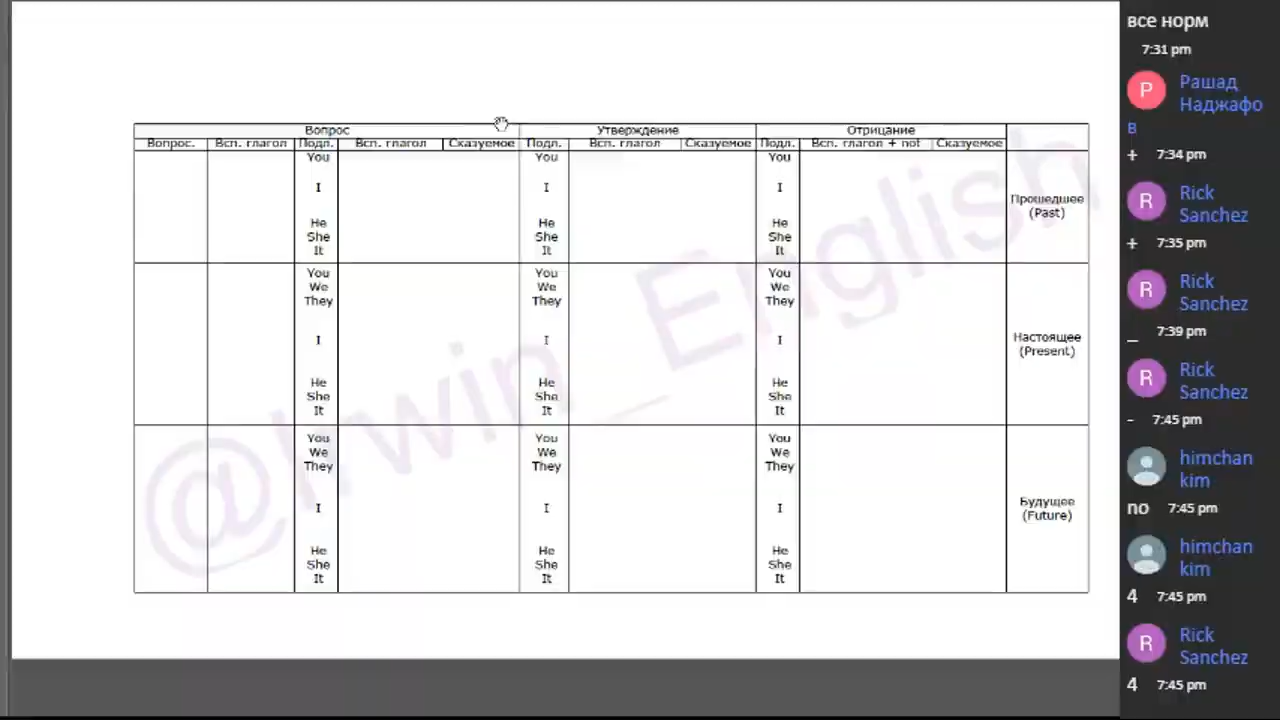 Вопрос Утверждение Отрицание
Вопрос. Всп. глагол Подл. Всп. глагол Сказуемое Подл. Всп. глагол Сказуемое Подл. Всп. глагол + not Сказуемое
You You You
I I I
Прошедшее
(Past)
He He He
She She She
It It It
You You You
We We We
They They They
I I I
Настоящее
(Present)
He He He
She She She
It It It
You You You
We We We
They They They
I I I
Будущее
(Future)
He He He
She She She
It It It
@Irwin_English
все норм
7:31 pm
Р
Рашад
Наджафо
в
+ 7:34 pm
R
Rick
Sanchez
+ 7:35 pm
R
Rick
Sanchez
_ 7:39 pm
R
Rick
Sanchez
- 7:45 pm
himchan
kim
no 7:45 pm
himchan
kim
4 7:45 pm
R
Rick
Sanchez
4 7:45 pm